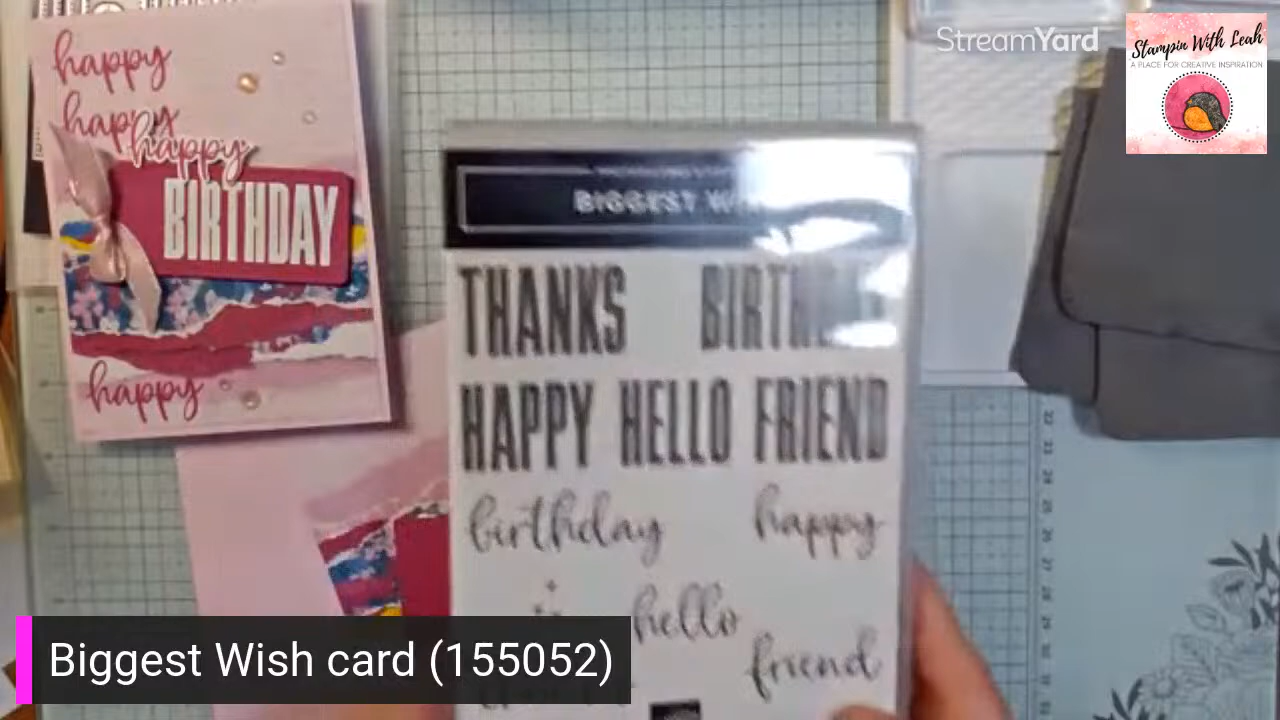 happy
happy
happy
BIRTHDAY
happy
StreamYard
Stampin With Leah
A PLACE FOR CREATIVE INSPIRATION
BIGGEST
THANKS
HAPPY HELLO FRIEND
birthday happy
hello
friend
Biggest Wish card (155052)